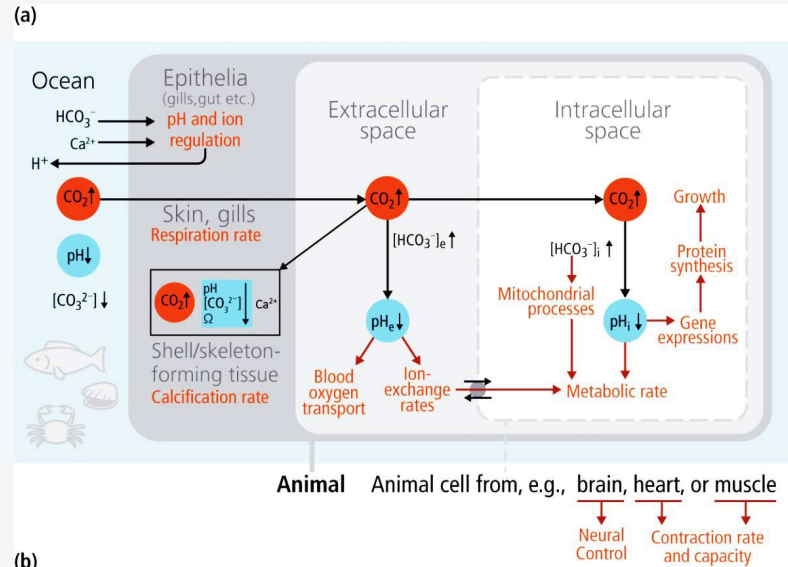 (a)
Ocean
HCO₃⁻
Ca²⁺
H⁺
CO₂↑
pH↓
[CO₃²⁻]↓
Epithelia
(gills,gut etc.)
pH and ion
regulation
Skin, gills
Respiration rate
CO₂↑
pH
[CO₃²⁻]
Ω
Ca²⁺
Shell/skeleton-
forming tissue
Calcification rate
Extracellular
space
CO₂↑
[HCO₃⁻]ₑ↑
pHₑ↓
Blood
oxygen
transport
Ion-
exchange
rates
Intracellular
space
CO₂↑
[HCO₃⁻]ᵢ↑
Mitochondrial
processes
pHᵢ↓
Metabolic rate
Growth
Protein
synthesis
Gene
expressions
Animal
Animal cell from, e.g., brain, heart, or muscle
Neural
Control
Contraction rate
and capacity
(b)